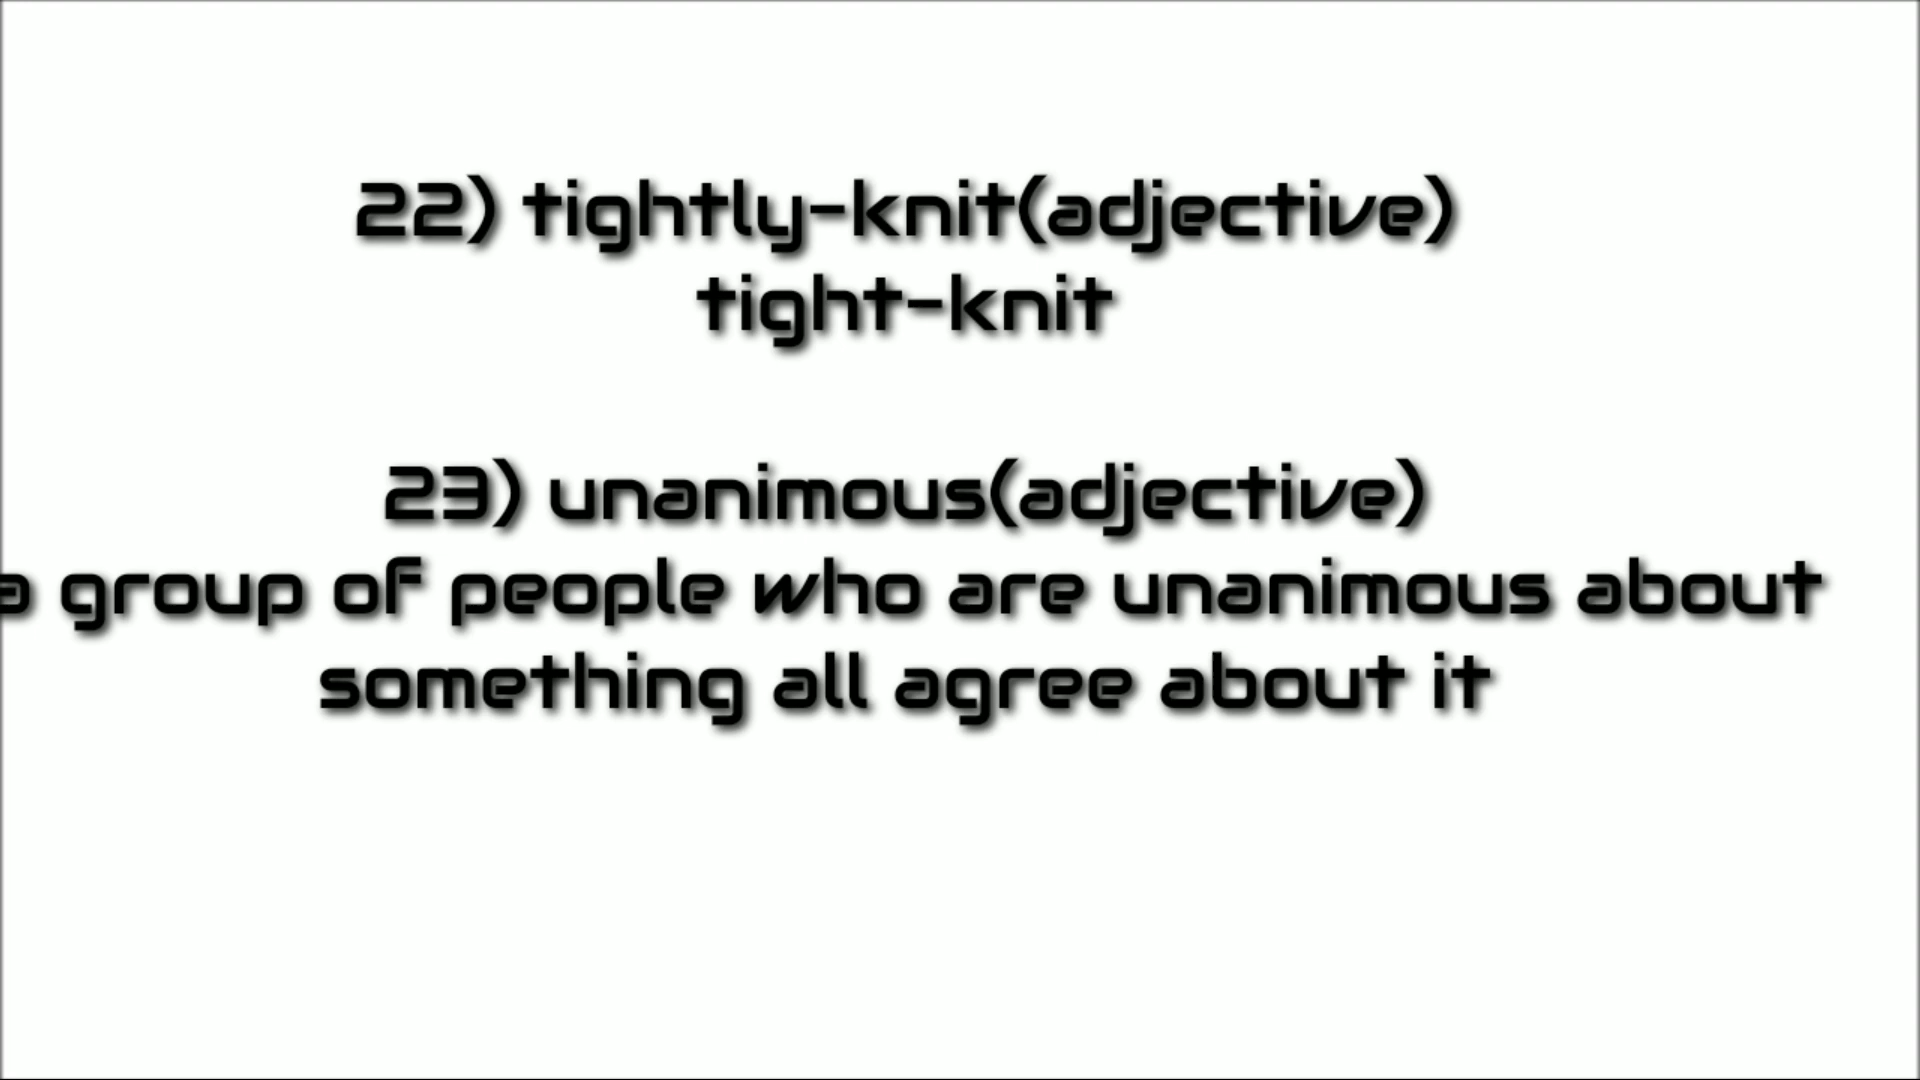 22) tightly-knit(adjective)
tight-knit
23) unanimous(adjective)
a group of people who are unanimous about
something all agree about it